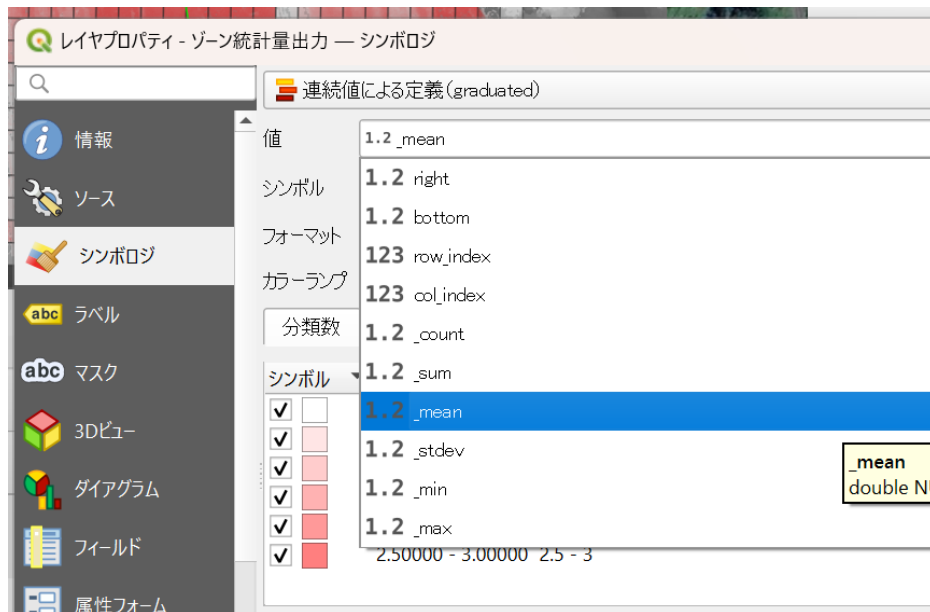 レイヤプロパティ - ゾーン統計量出力 — シンボロジ
連続値による定義(graduated)
情報
ソース
シンボロジ
abc ラベル
abc マスク
3Dビュー
ダイアグラム
フィールド
属性フォーム
値
1.2 _mean
シンボル
フォーマット
カラーランプ
分類数
シンボル
1.2 right
1.2 bottom
123 row_index
123 col_index
1.2 _count
1.2 _sum
1.2 _mean
1.2 _stdev
1.2 _min
1.2 _max
_mean
double
2.50000 - 3.00000 2.5 - 3